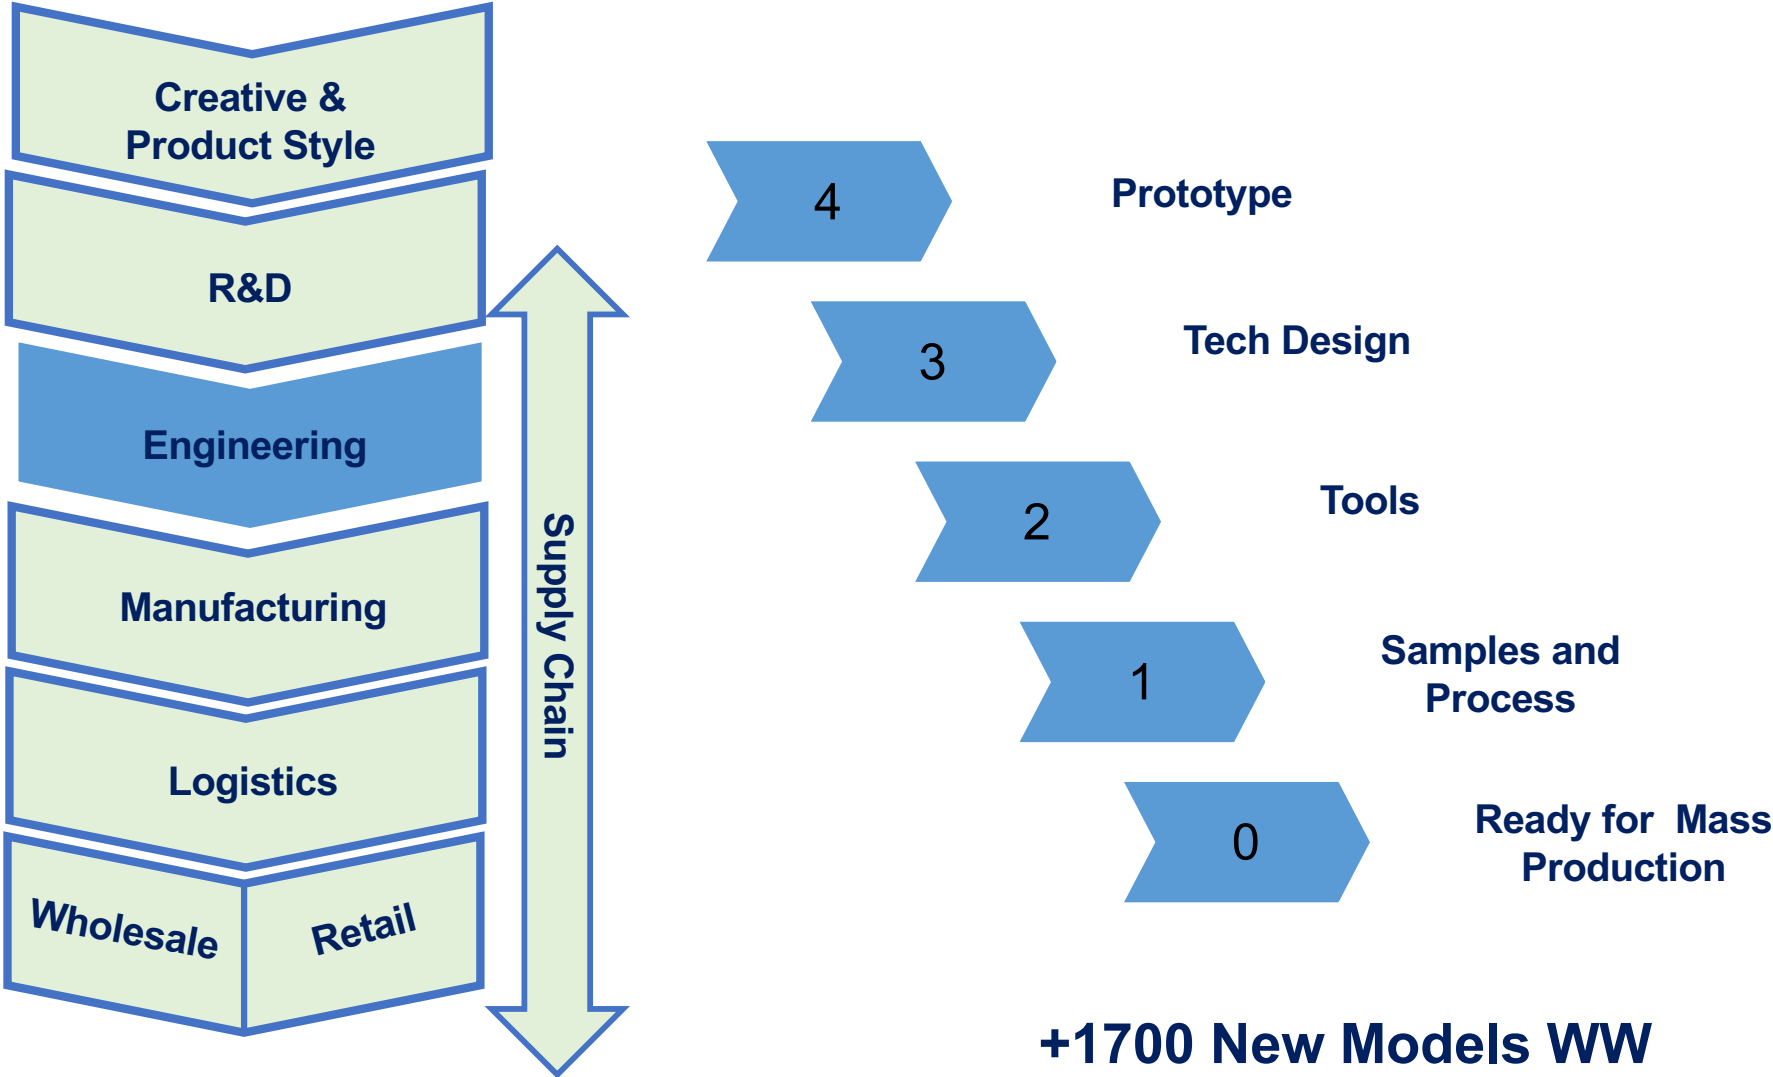 Creative &
Product Style
R&D
Engineering
Manufacturing
Logistics
Wholesale
Retail
Supply Chain
4
Prototype
3
Tech Design
2
Tools
1
Samples and
Process
0
Ready for  Mass
Production
+1700 New Models WW